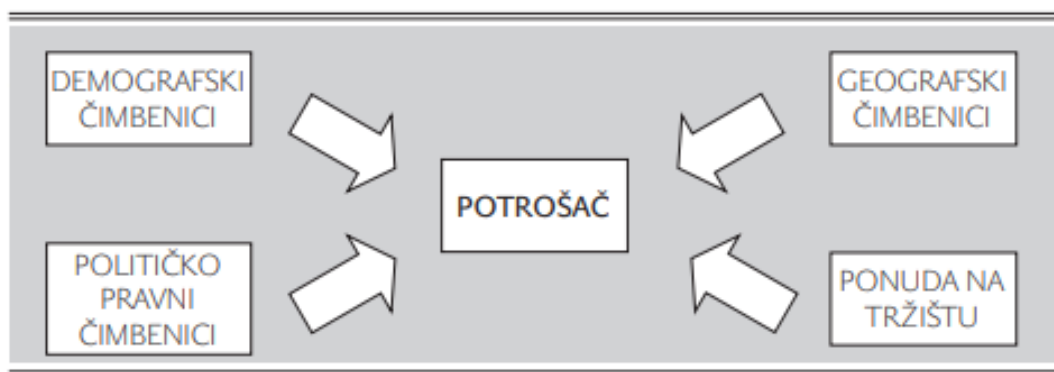 DEMOGRAFSKI
ČIMBENICI
GEOGRAFSKI
ČIMBENICI
POTROŠAČ
POLITIČKO
PRAVNI
ČIMBENICI
PONUDA NA
TRŽIŠTU